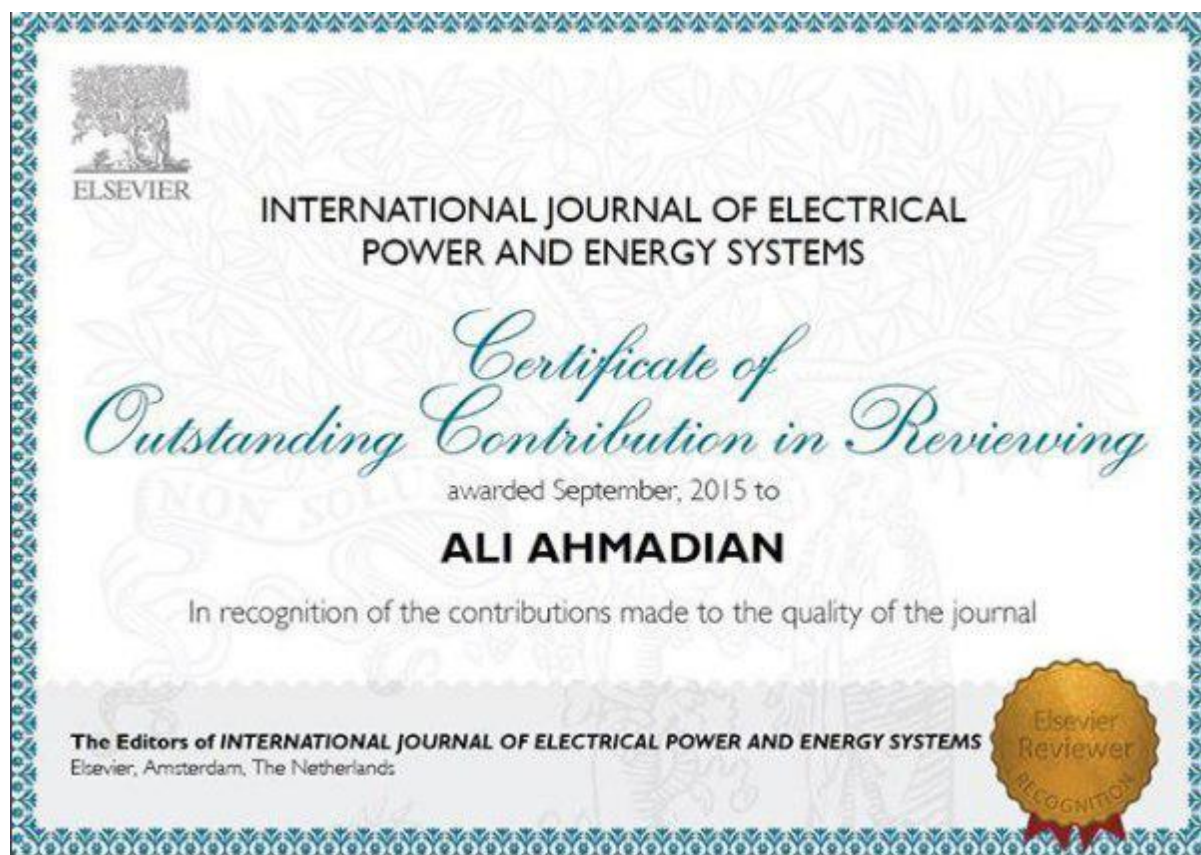 ELSEVIER
INTERNATIONAL JOURNAL OF ELECTRICAL
POWER AND ENERGY SYSTEMS
Certificate of
Outstanding Contribution in Reviewing
awarded September, 2015 to
ALI AHMADIAN
In recognition of the contributions made to the quality of the journal
The Editors of INTERNATIONAL JOURNAL OF ELECTRICAL POWER AND ENERGY SYSTEMS
Elsevier, Amsterdam, The Netherlands
Elsevier
Reviewer
RECOGNITION
NON SOL